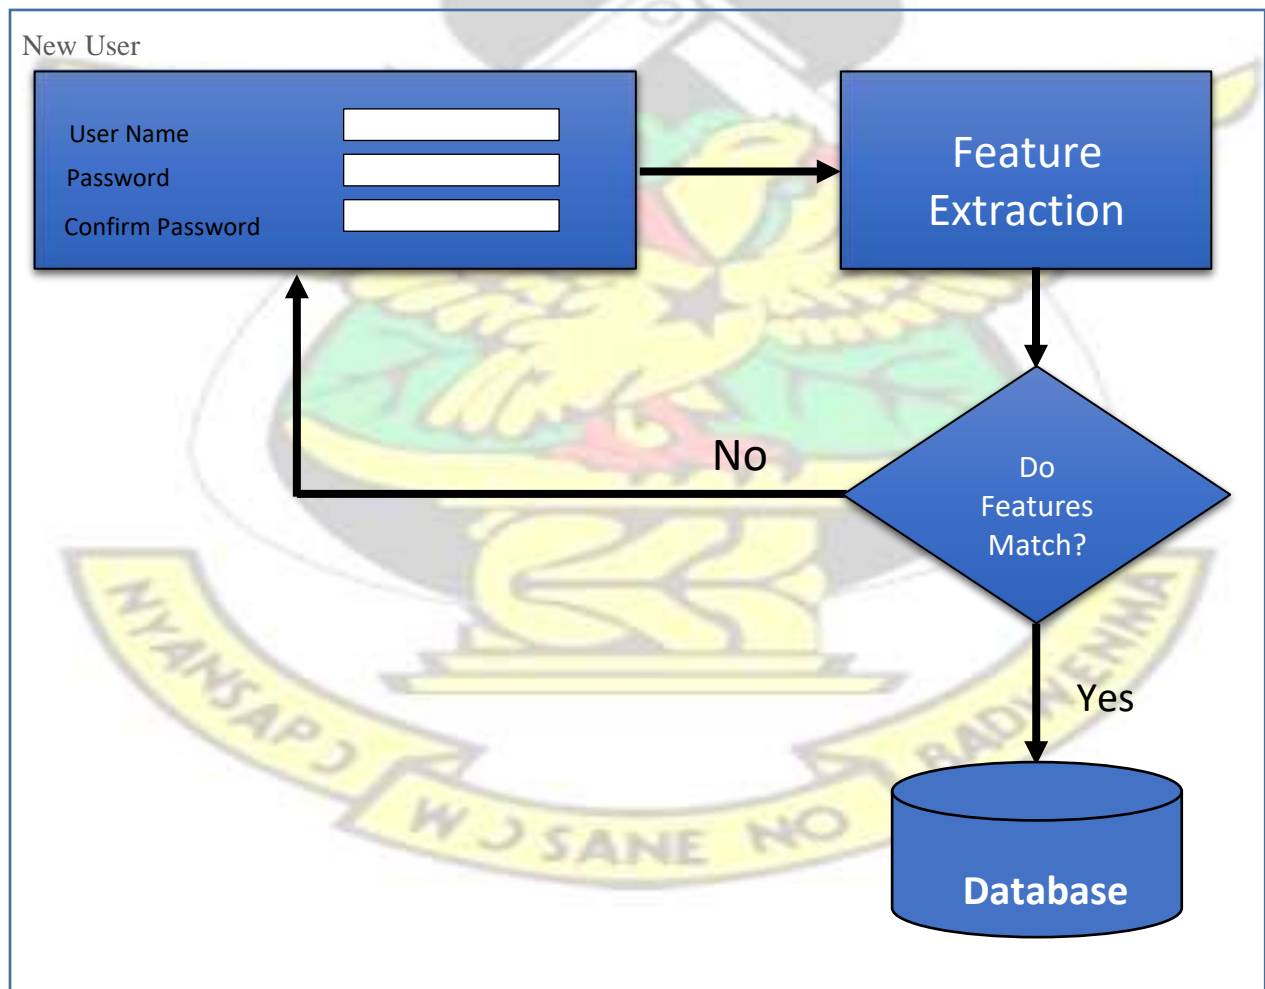 New User
User Name
Password
Confirm Password
Feature
Extraction
No
Do
Features
Match?
Yes
Database
NYANSAPƆ
WƆSANE NO
BADWENMA